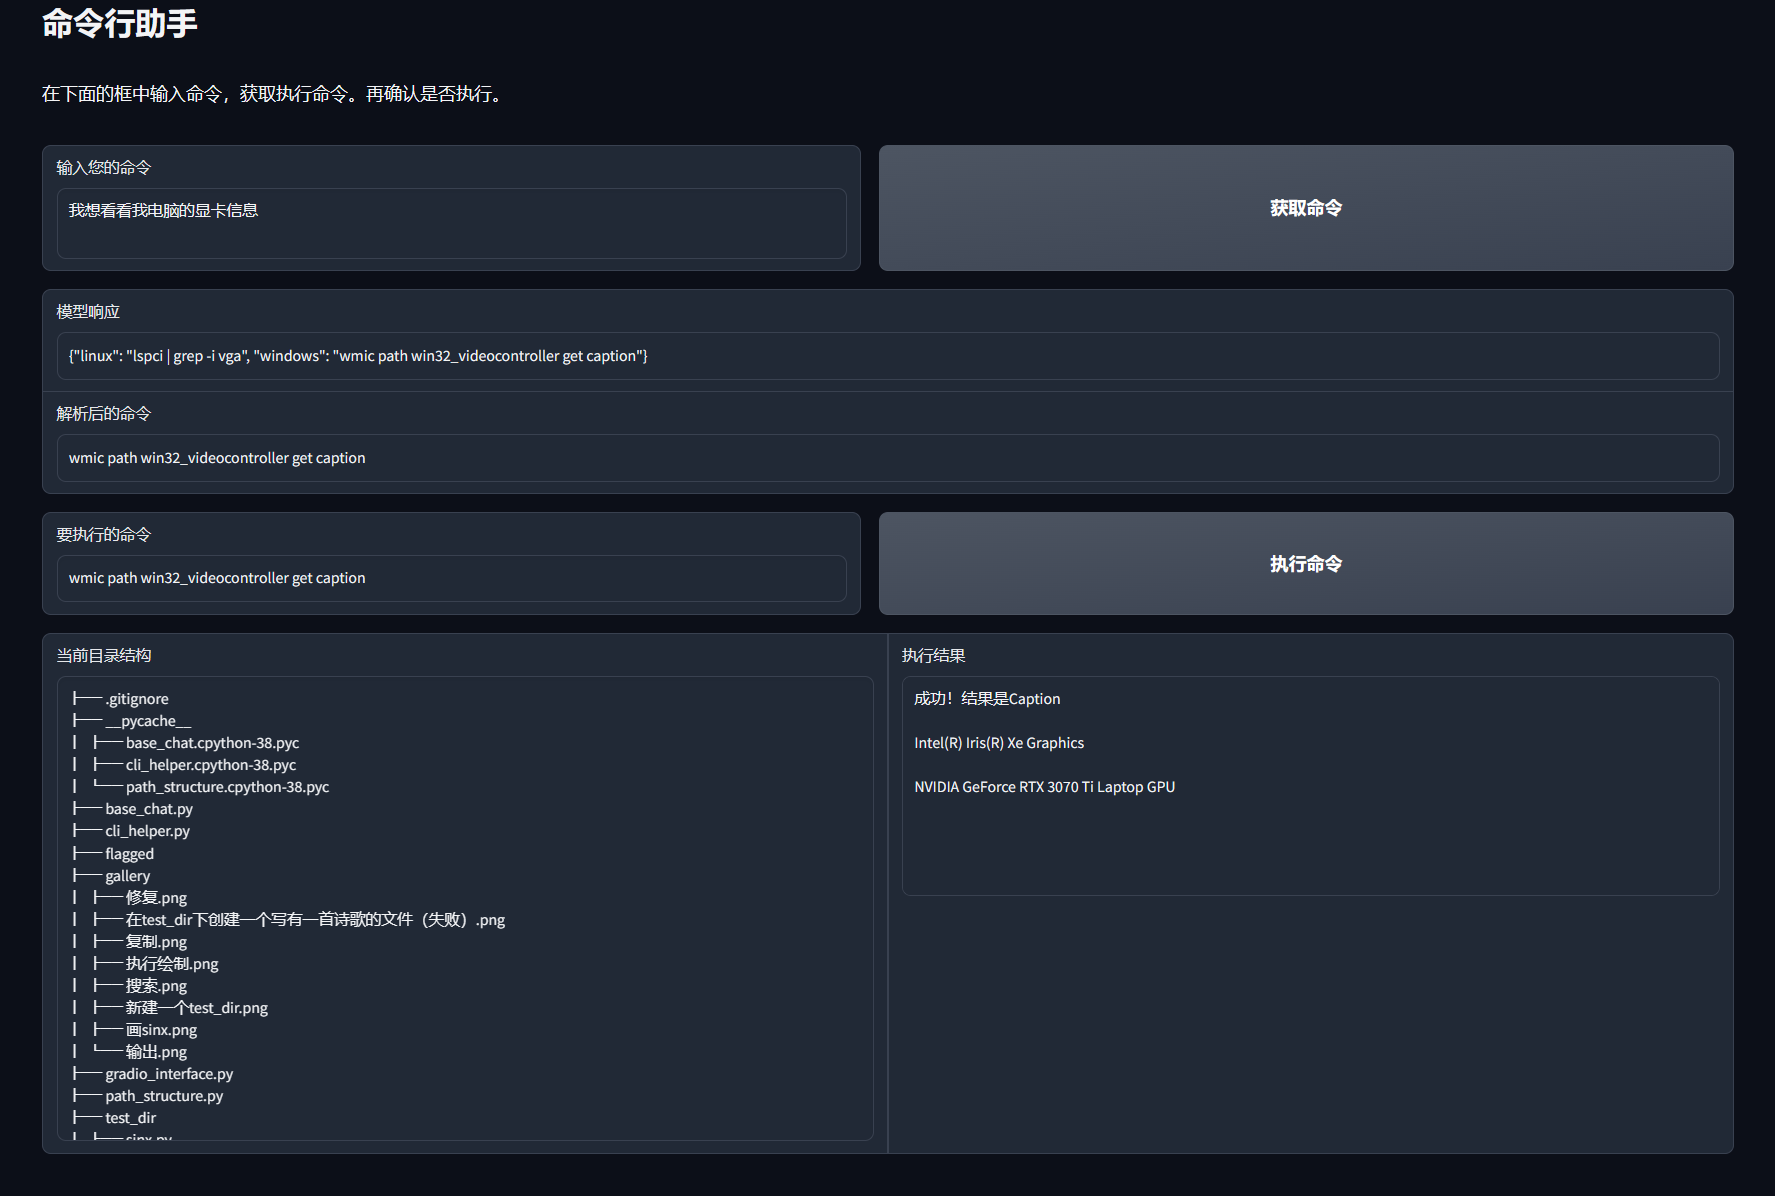 命令行助手
在下面的框中输入命令，获取执行命令。再确认是否执行。
输入您的命令
我想看看我电脑的显卡信息
获取命令
模型响应
{"linux": "lspci | grep -i vga", "windows": "wmic path win32_videocontroller get caption"}
解析后的命令
wmic path win32_videocontroller get caption
要执行的命令
wmic path win32_videocontroller get caption
执行命令
当前目录结构
├── .gitignore
├── __pycache__
│   ├── base_chat.cpython-38.pyc
│   ├── cli_helper.cpython-38.pyc
│   └── path_structure.cpython-38.pyc
├── base_chat.py
├── cli_helper.py
├── flagged
├── gallery
│   ├── 修复.png
│   ├── 在test_dir下创建一个写有一首诗歌的文件（失败）.png
│   ├── 复制.png
│   ├── 执行绘制.png
│   ├── 搜索.png
│   ├── 新建一个test_dir.png
│   ├── 画sinx.png
│   └── 输出.png
├── gradio_interface.py
├── path_structure.py
├── test_dir
│   ├── sinx.py
执行结果
成功！结果是Caption
Intel(R) Iris(R) Xe Graphics
NVIDIA GeForce RTX 3070 Ti Laptop GPU